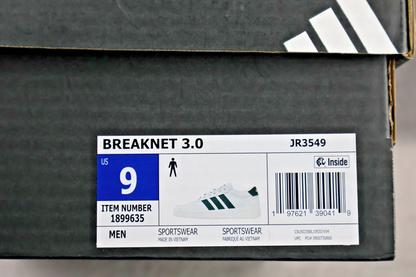 BREAKNET 3.0 JR3549
US
9
Inside
ITEM NUMBER
1899635
1 97621 39041 9
MEN
SPORTSWEAR SPORTSWEAR
MADE IN VIETNAM FABRIQUÉ AU VIETNAM